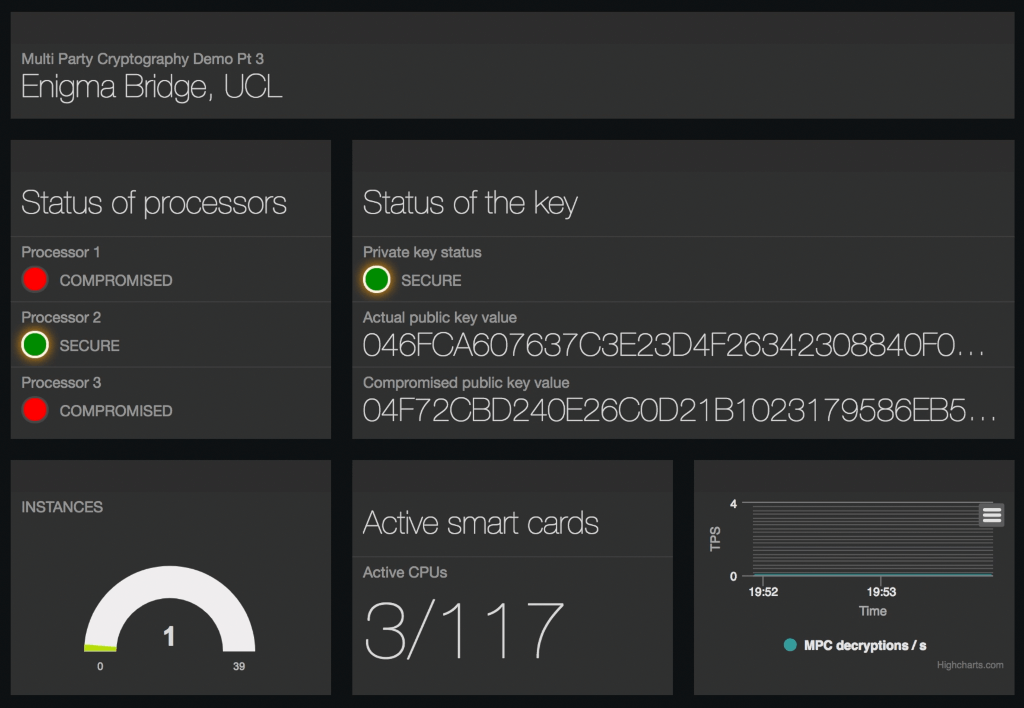 Multi Party Cryptography Demo Pt 3
Enigma Bridge, UCL
Status of processors
Processor 1
COMPROMISED
Processor 2
SECURE
Processor 3
COMPROMISED
Status of the key
Private key status
SECURE
Actual public key value
046FCA607637C3E23D4F26342308840F0...
Compromised public key value
04F72CBD240E26C0D21B1023179586EB5...
INSTANCES
1
0
39
Active smart cards
Active CPUs
3/117
4
TPS
0
19:52
19:53
Time
MPC decryptions / s
Highcharts.com